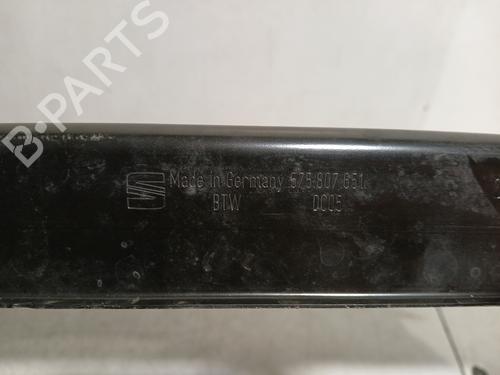 B-PARTS
Made in Germany 575.807.651
BTW DC05